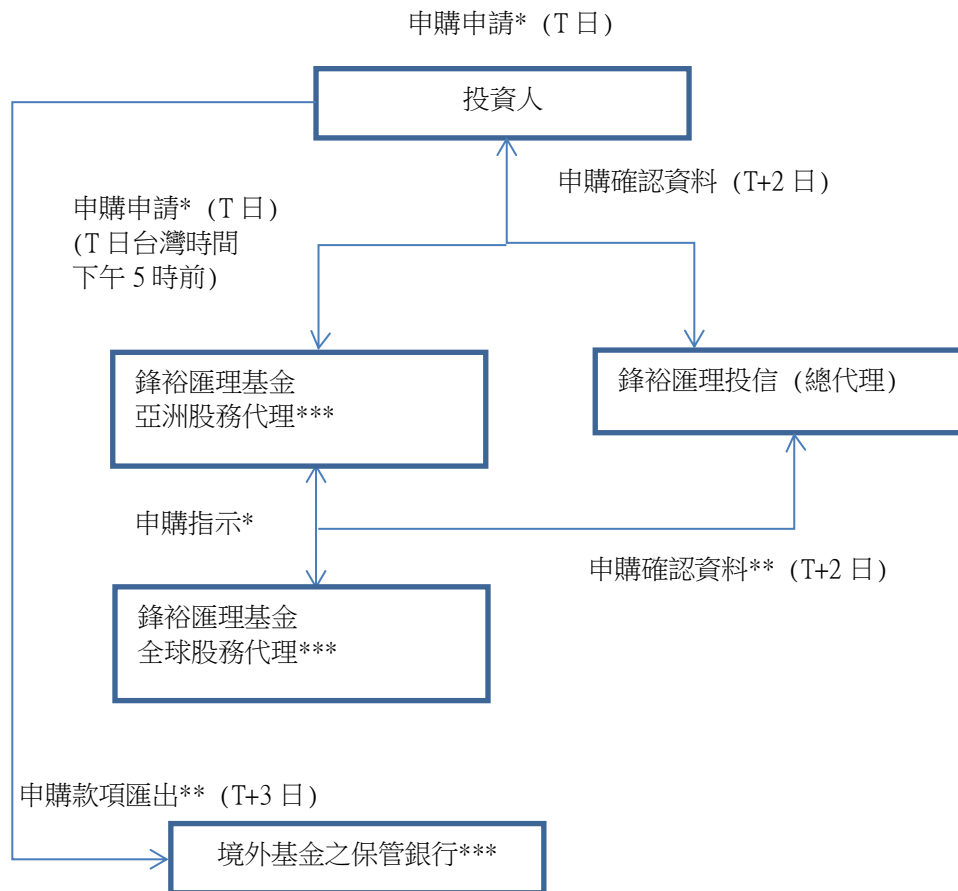 申購申請* (T 日)
投資人
申購確認資料 (T+2 日)
申購申請* (T 日)
(T 日台灣時間
下午 5 時前)
鋒裕匯理基金
亞洲股務代理***
鋒裕匯理投信 (總代理)
申購指示*
申購確認資料** (T+2 日)
鋒裕匯理基金
全球股務代理***
申購款項匯出** (T+3 日)
境外基金之保管銀行***